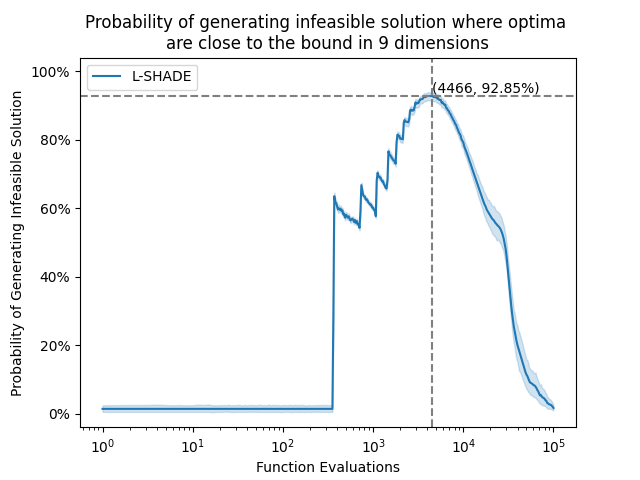 Probability of generating infeasible solution where optima
are close to the bound in 9 dimensions
L-SHADE
(4466, 92.85%)
Probability of Generating Infeasible Solution
100%
80%
60%
40%
20%
0%
10⁰ 10¹ 10² 10³ 10⁴ 10⁵
Function Evaluations